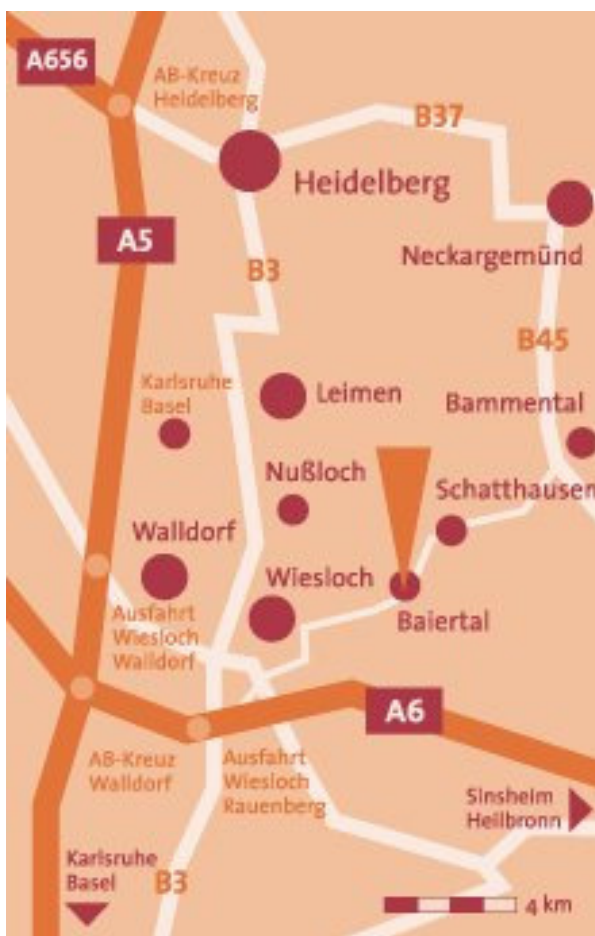 A656
AB-Kreuz
Heidelberg
B37
Heidelberg
A5
Neckargemünd
B3
B45
Karlsruhe
Basel
Leimen
Bammental
Nußloch
Schatthausen
Walldorf
Wiesloch
Baiertal
Ausfahrt
Wiesloch
Walldorf
A6
AB-Kreuz
Walldorf
Ausfahrt
Wiesloch
Rauenberg
Sinsheim
Heilbronn
Karlsruhe
Basel
B3
4 km